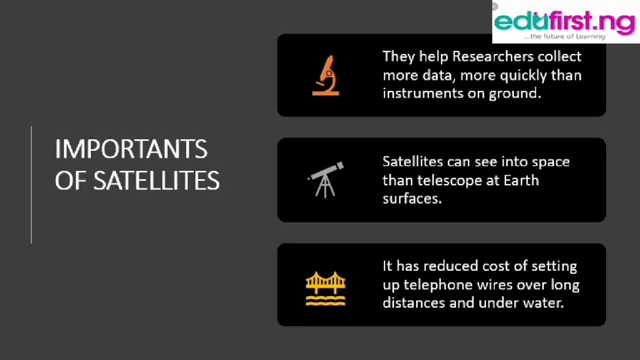 edufirst.ng
...the future of Learning
IMPORTANTS
OF SATELLITES
They help Researchers collect
more data, more quickly than
instruments on ground.
Satellites can see into space
than telescope at Earth
surfaces.
It has reduced cost of setting
up telephone wires over long
distances and under water.